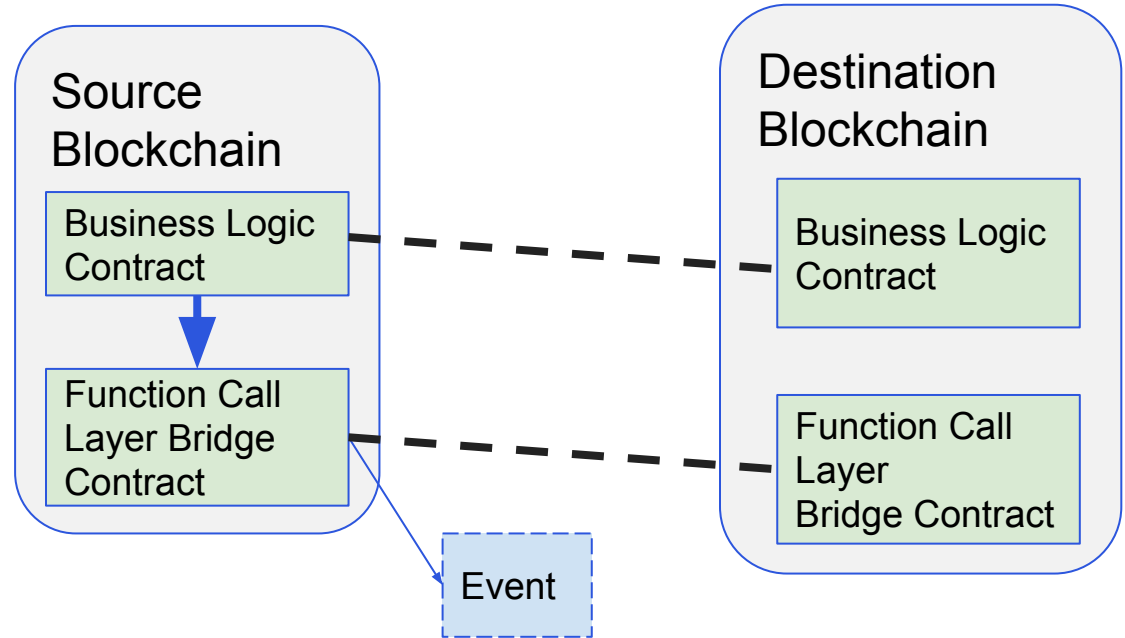 Source
Blockchain
Business Logic
Contract
Function Call
Layer Bridge
Contract
Event
Destination
Blockchain
Business Logic
Contract
Function Call
Layer
Bridge Contract